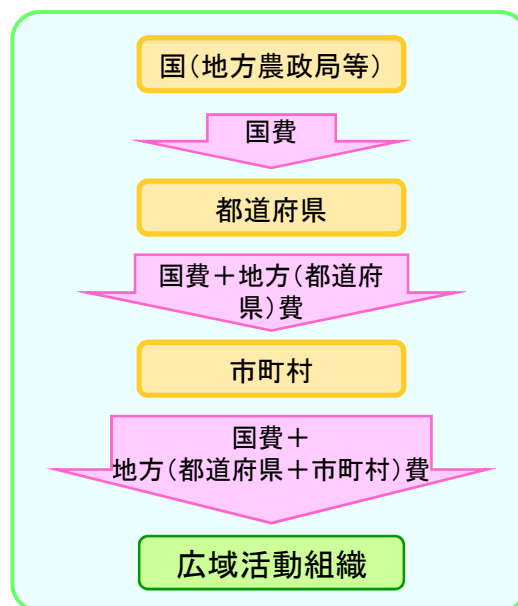 国(地方農政局等)
国費
都道府県
国費＋地方(都道府
県)費
市町村
国費＋
地方(都道府県＋市町村)費
広域活動組織